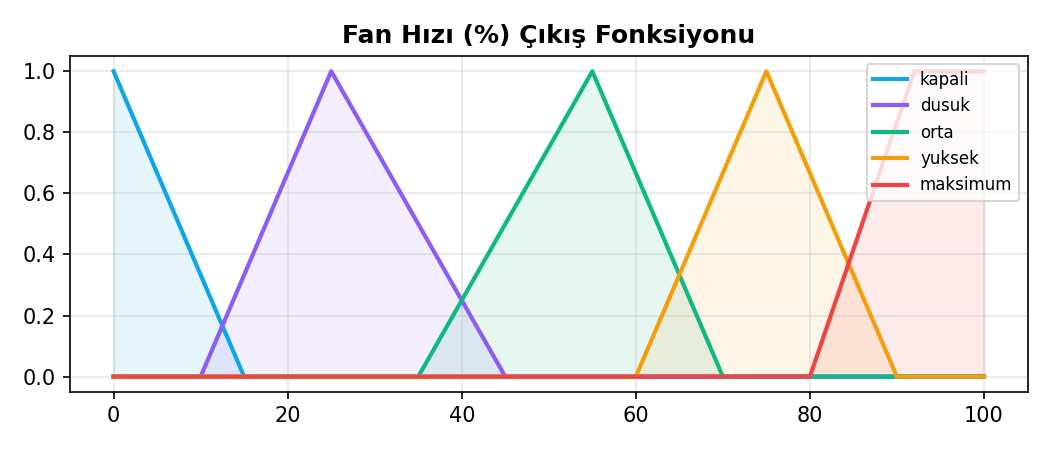 Fan Hızı (%) Çıkış Fonksiyonu
1.0
0.8
0.6
0.4
0.2
0.0
kapali
dusuk
orta
yuksek
maksimum
0 20 40 60 80 100